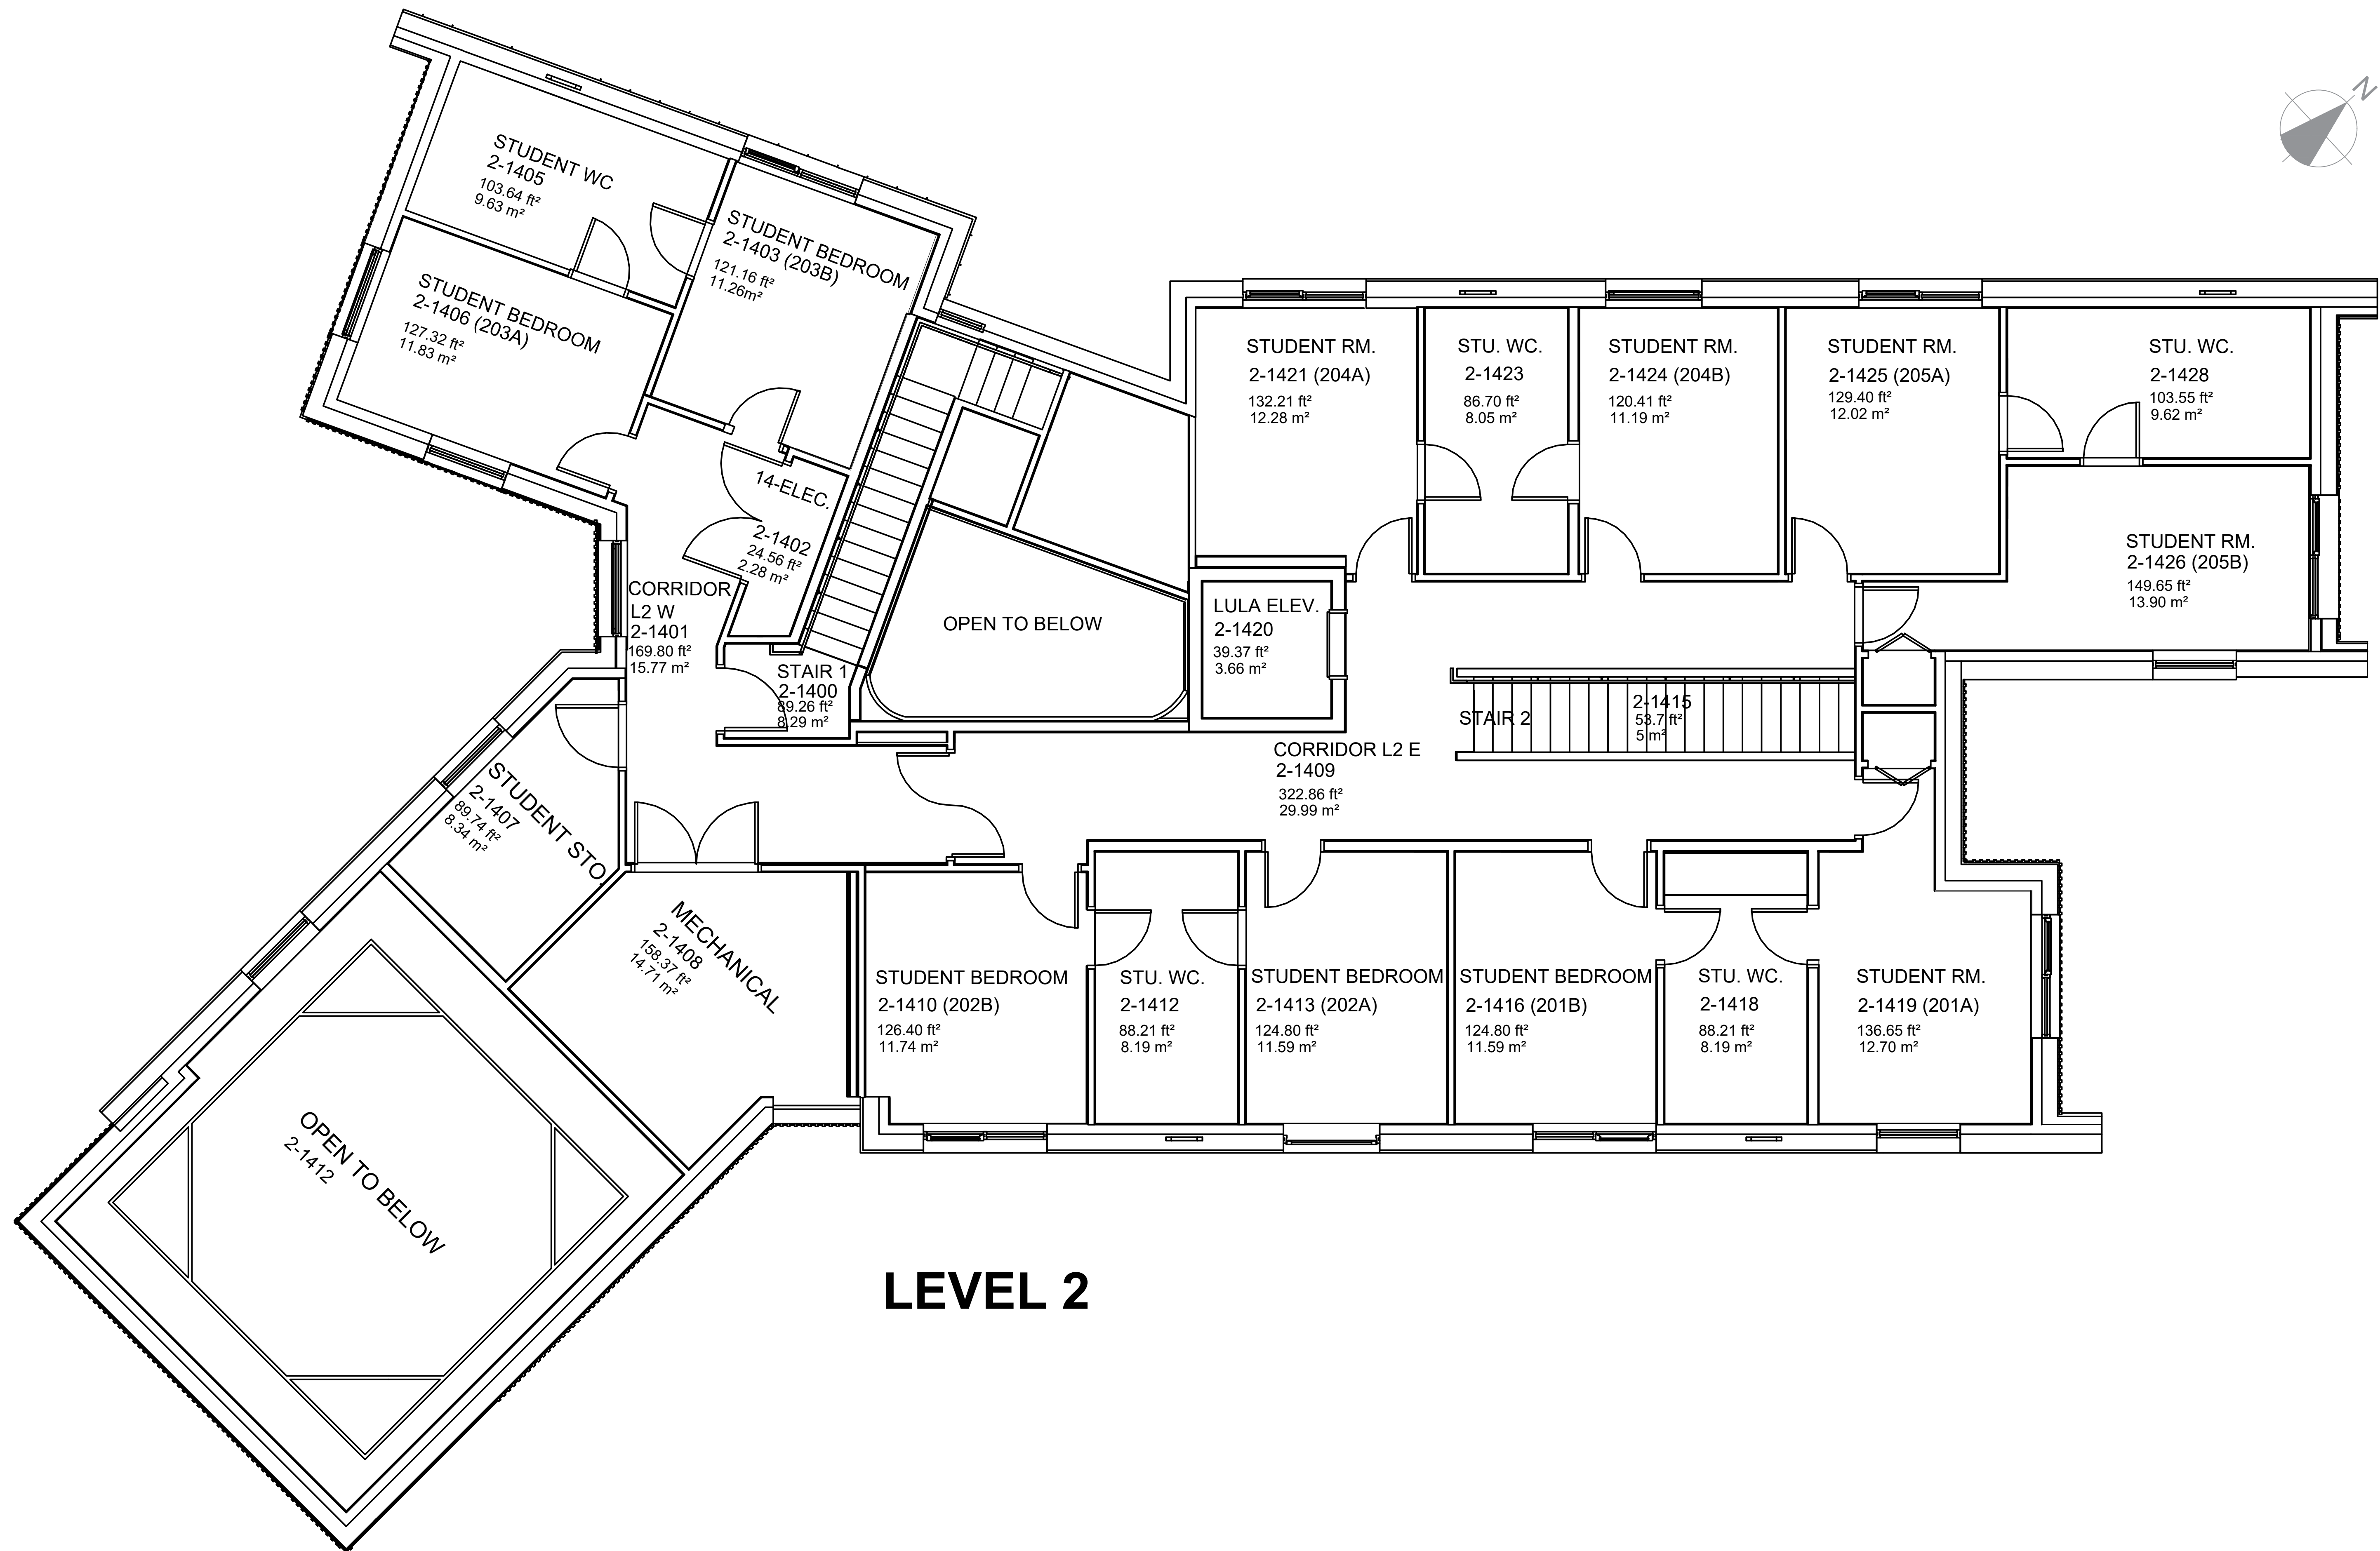 N
STUDENT WC
2-1405
103.64 ft²
9.63 m²
STUDENT BEDROOM
2-1403 (203B)
121.16 ft²
11.26m²
STUDENT BEDROOM
2-1406 (203A)
127.32 ft²
11.83 m²
14-ELEC.
2-1402
24.56 ft²
2.28 m²
CORRIDOR
L2 W
2-1401
169.80 ft²
15.77 m²
STAIR 1
2-1400
89.26 ft²
8.29 m²
OPEN TO BELOW
LULA ELEV.
2-1420
39.37 ft²
3.66 m²
STUDENT RM.
2-1421 (204A)
132.21 ft²
12.28 m²
STU. WC.
2-1423
86.70 ft²
8.05 m²
STUDENT RM.
2-1424 (204B)
120.41 ft²
11.19 m²
STUDENT RM.
2-1425 (205A)
129.40 ft²
12.02 m²
STU. WC.
2-1428
103.55 ft²
9.62 m²
STUDENT RM.
2-1426 (205B)
149.65 ft²
13.90 m²
STAIR 2
2-1415
53.7 ft²
5 m²
CORRIDOR L2 E
2-1409
322.86 ft²
29.99 m²
STUDENT STO.
2-1407
89.74 ft²
8.34 m²
MECHANICAL
2-1408
158.37 ft²
14.71 m²
STUDENT BEDROOM
2-1410 (202B)
126.40 ft²
11.74 m²
STU. WC.
2-1412
88.21 ft²
8.19 m²
STUDENT BEDROOM
2-1413 (202A)
124.80 ft²
11.59 m²
STUDENT BEDROOM
2-1416 (201B)
124.80 ft²
11.59 m²
STU. WC.
2-1418
88.21 ft²
8.19 m²
STUDENT RM.
2-1419 (201A)
136.65 ft²
12.70 m²
OPEN TO BELOW
2-1412
LEVEL 2